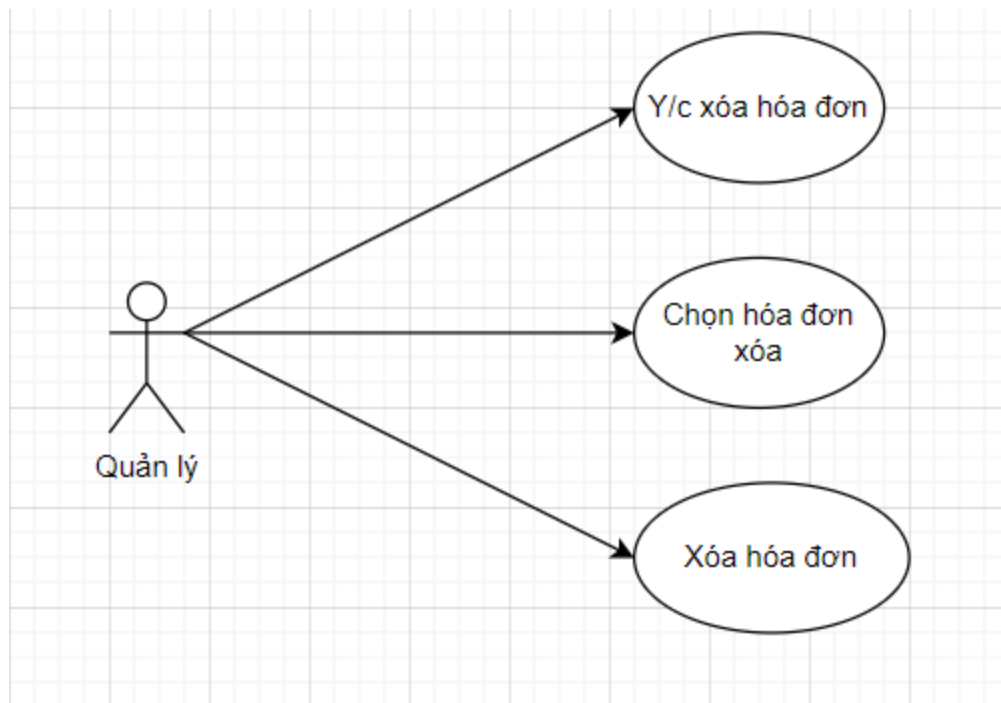 Y/c xóa hóa đơn
Chọn hóa đơn
xóa
Quản lý
Xóa hóa đơn